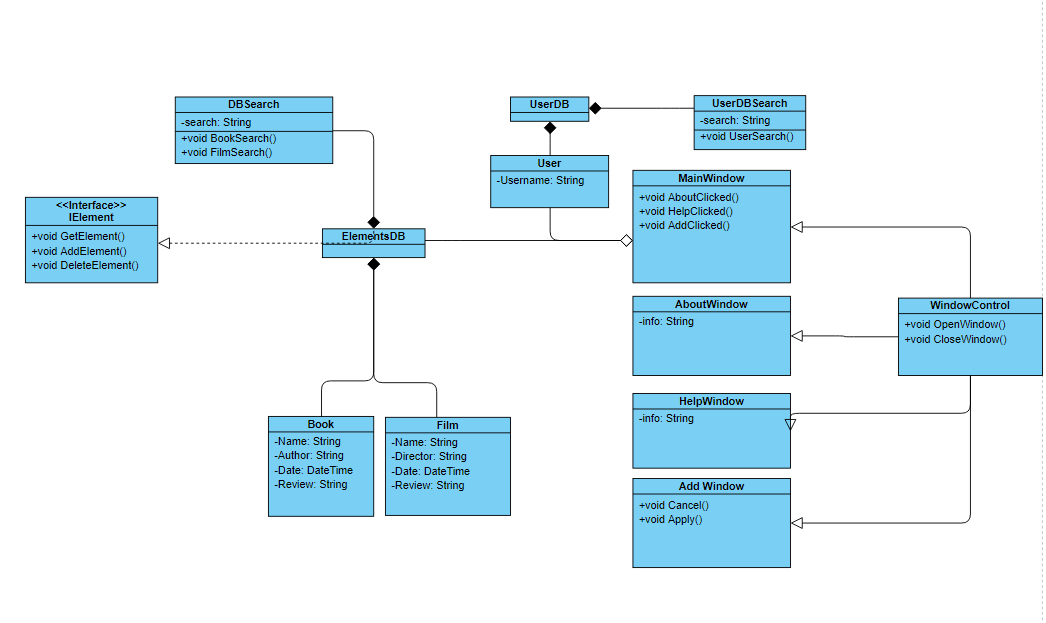 DBSearch
-search: String
+void BookSearch()
+void FilmSearch()
UserDB
UserDBSearch
-search: String
+void UserSearch()
User
-Username: String
MainWindow
+void AboutClicked()
+void HelpClicked()
+void AddClicked()
<<Interface>>
IElement
+void GetElement()
+void AddElement()
+void DeleteElement()
ElementsDB
AboutWindow
-info: String
WindowControl
+void OpenWindow()
+void CloseWindow()
HelpWindow
-info: String
Book
-Name: String
-Author: String
-Date: DateTime
-Review: String
Film
-Name: String
-Director: String
-Date: DateTime
-Review: String
Add Window
+void Cancel()
+void Apply()